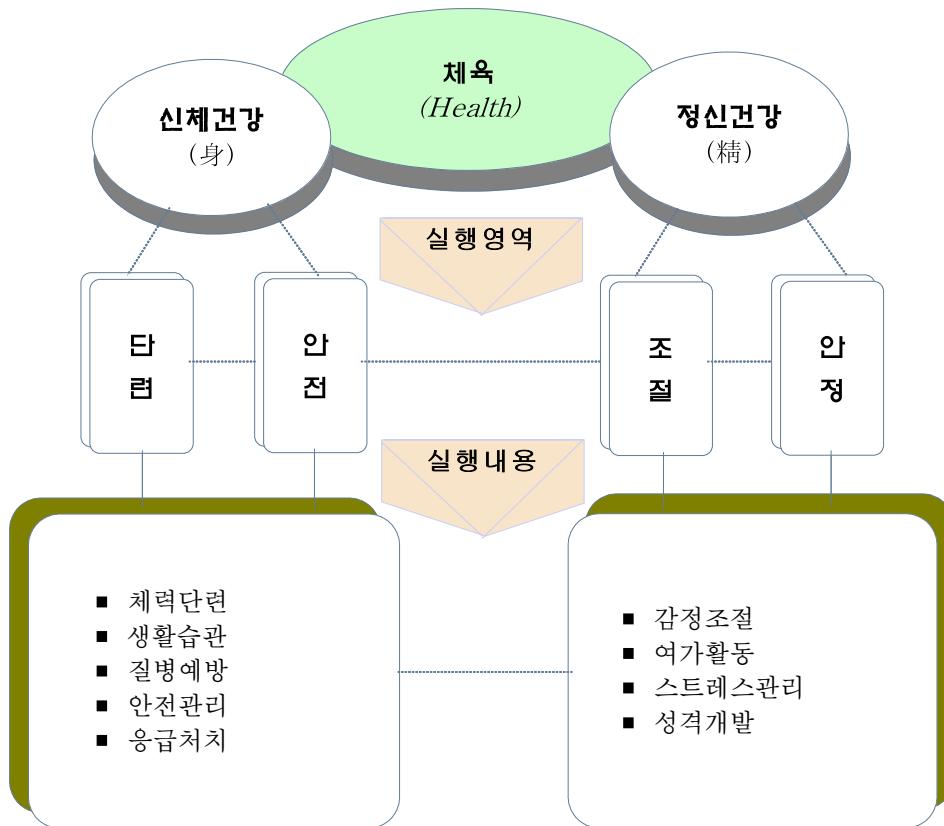 체육
(Health)
신체건강
(身)
정신건강
(精)
실행영역
단
련
안
전
조
절
안
정
실행내용
■ 체력단련
■ 생활습관
■ 질병예방
■ 안전관리
■ 응급처치
■ 감정조절
■ 여가활동
■ 스트레스관리
■ 성격개발